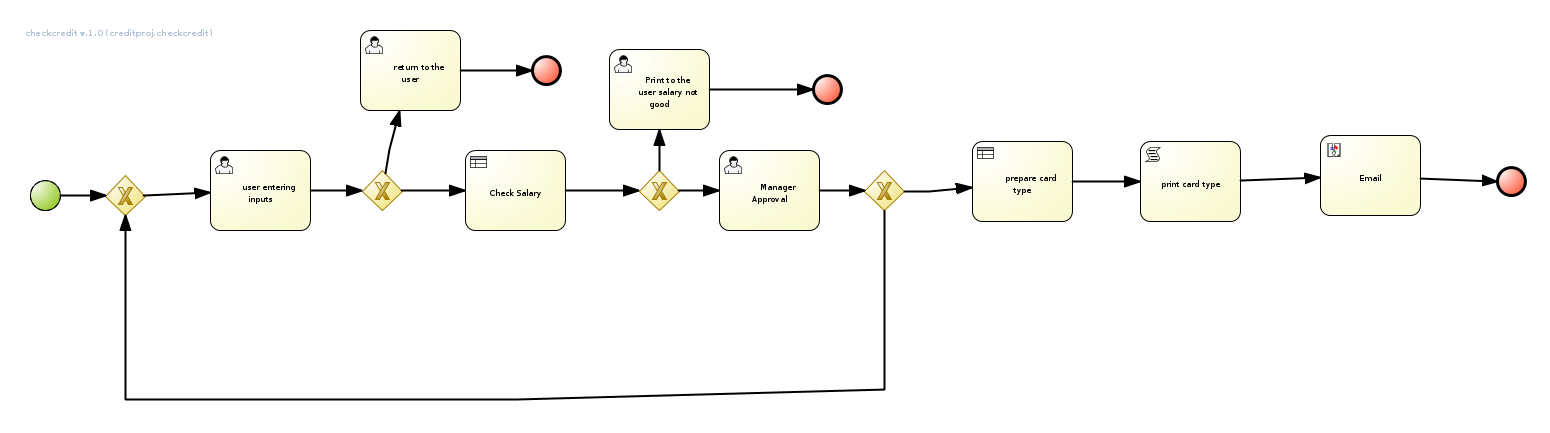 checkcredit v.1.0 (creditproj.checkcredit)
return to the
user
Print to the
user salary not
good
user entering
inputs
Check Salary
Manager
Approval
prepare card
type
print card type
Email